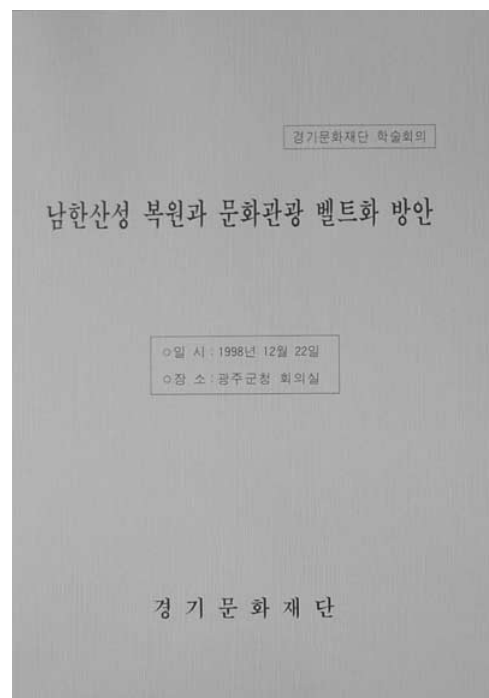 경기문화재단 학술회의
남한산성 복원과 문화관광 벨트화 방안
○일 시 : 1998년 12월 22일
○장 소 : 광주군청 회의실
경 기 문 화 재 단